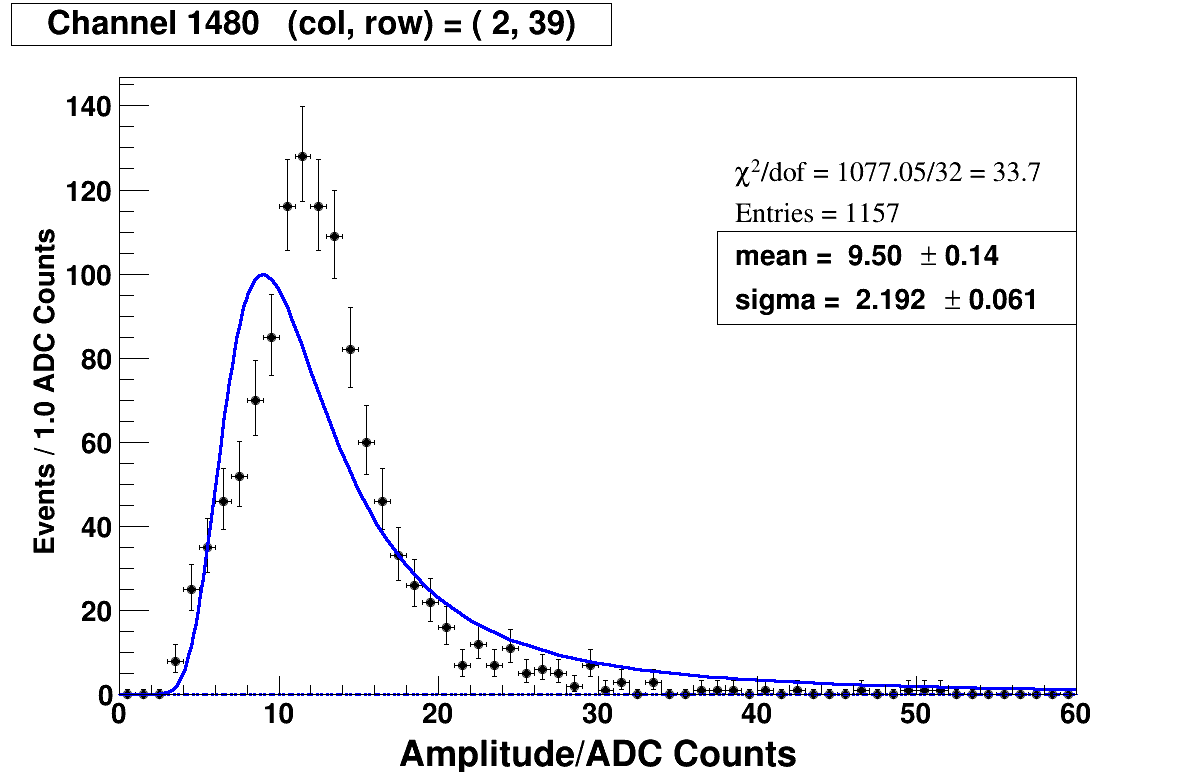 Channel 1480 (col, row) = ( 2, 39)
140
120
100
80
60
40
20
0
Events / 1.0 ADC Counts
χ²/dof = 1077.05/32 = 33.7
Entries = 1157
mean = 9.50 ± 0.14
sigma = 2.192 ± 0.061
0 10 20 30 40 50 60
Amplitude/ADC Counts